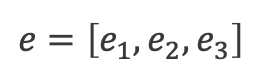 e = [e₁, e₂, e₃]